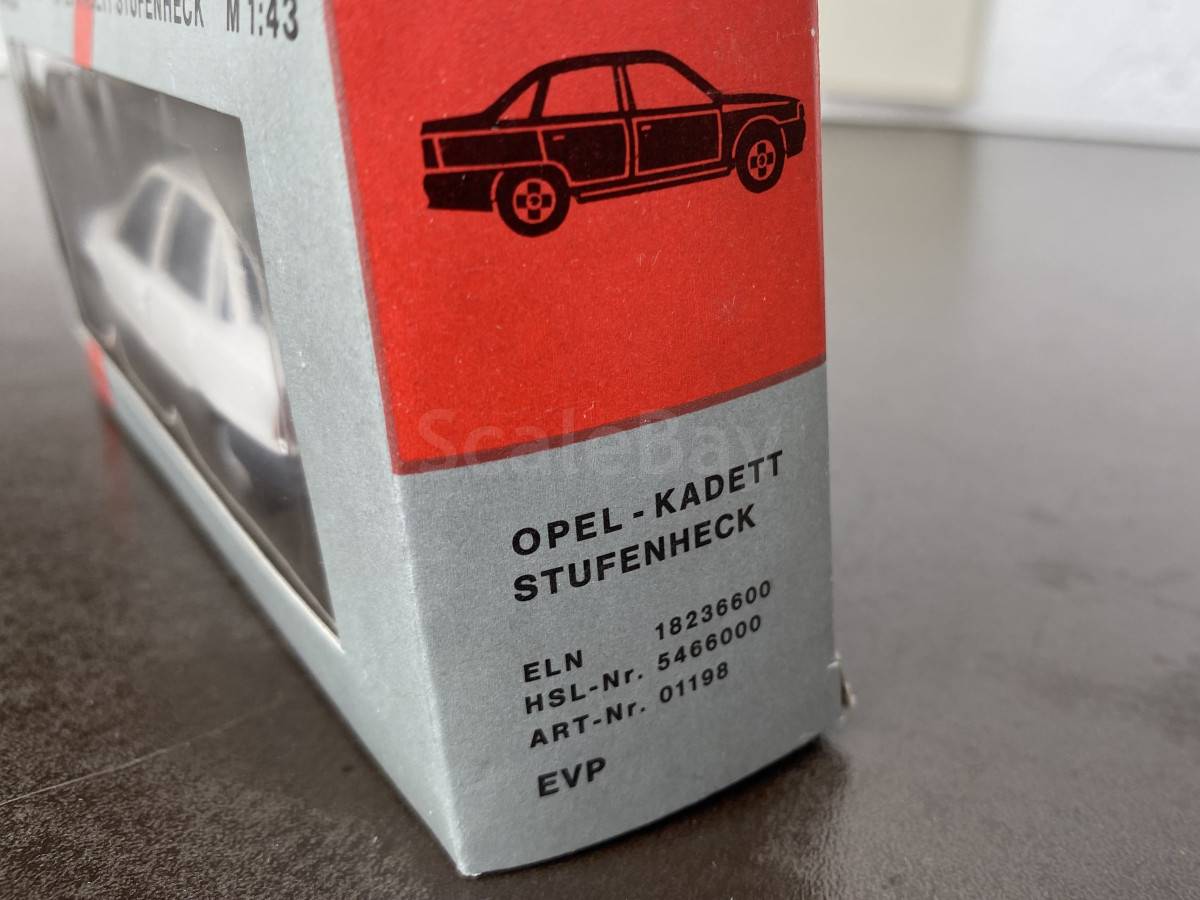 STUFENHECK M 1:43
ScaleBay
OPEL - KADETT
STUFENHECK
ELN 18236600
HSL-Nr. 5466000
ART-Nr. 01198
EVP